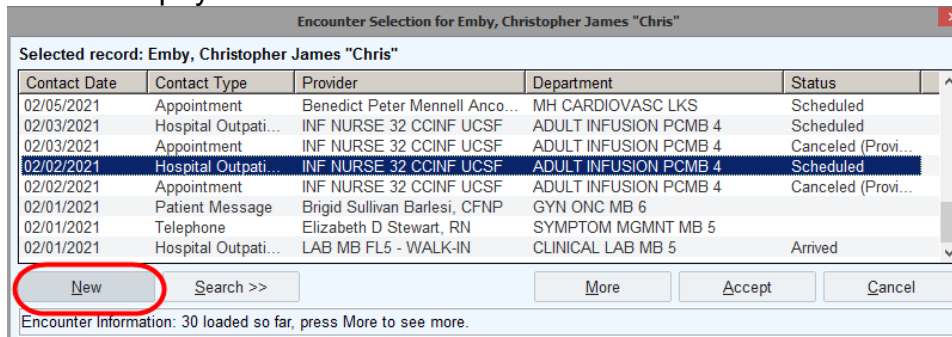 Encounter Selection for Emby, Christopher James "Chris"
Selected record: Emby, Christopher James "Chris"
Contact Date Contact Type Provider Department Status
02/05/2021 Appointment Benedict Peter Mennell Anco... MH CARDIOVASC LKS Scheduled
02/03/2021 Hospital Outpati... INF NURSE 32 CCINF UCSF ADULT INFUSION PCMB 4 Scheduled
02/03/2021 Appointment INF NURSE 32 CCINF UCSF ADULT INFUSION PCMB 4 Canceled (Provi...
02/02/2021 Hospital Outpati... INF NURSE 32 CCINF UCSF ADULT INFUSION PCMB 4 Scheduled
02/02/2021 Appointment INF NURSE 32 CCINF UCSF ADULT INFUSION PCMB 4 Canceled (Provi...
02/01/2021 Patient Message Brigid Sullivan Barlesi, CFNP GYN ONC MB 6
02/01/2021 Telephone Elizabeth D Stewart, RN SYMPTOM MGMNT MB 5
02/01/2021 Hospital Outpati... LAB MB FL5 - WALK-IN CLINICAL LAB MB 5 Arrived
New Search >> More Accept Cancel
Encounter Information: 30 loaded so far, press More to see more.